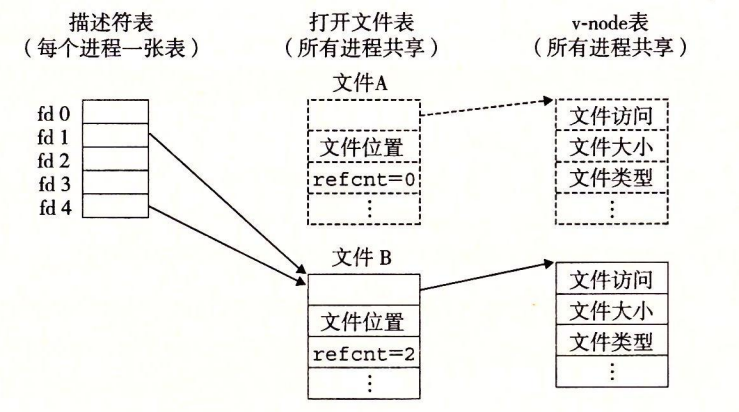 描述符表
（每个进程一张表）
打开文件表
（所有进程共享）
v-node表
（所有进程共享）
fd 0
fd 1
fd 2
fd 3
fd 4
文件A
文件位置
refcnt=0
⋮
文件访问
文件大小
文件类型
⋮
文件 B
文件位置
refcnt=2
⋮
文件访问
文件大小
文件类型
⋮